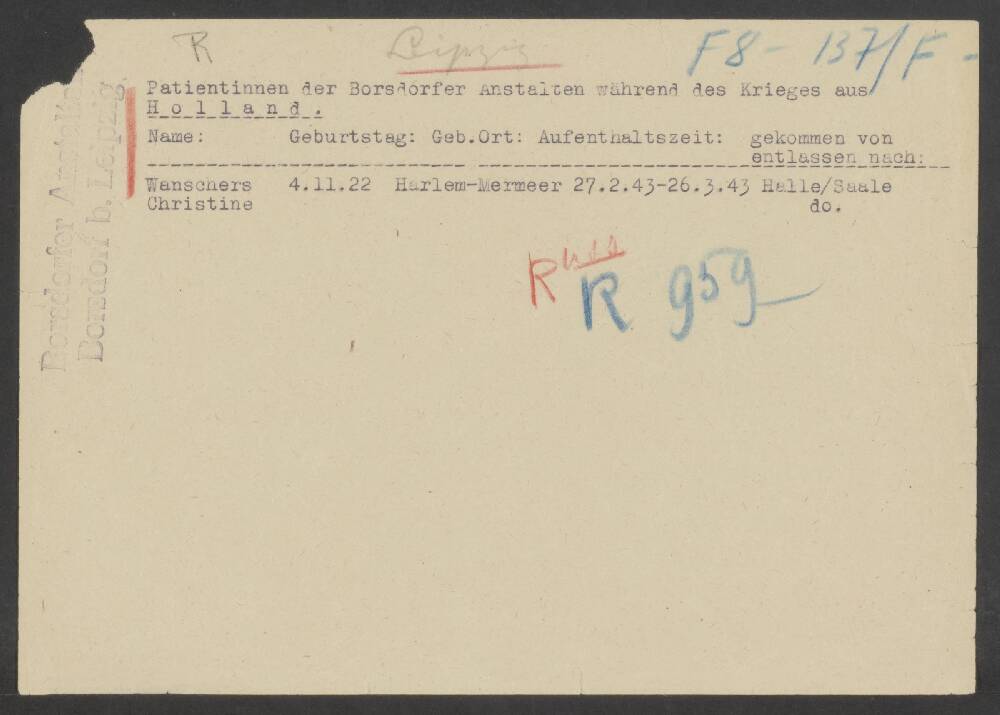 R
Leipzig
F8- 137/F -
Patientinnen der Borsdorfer Anstalten während des Krieges aus
Holland.
Name: Geburtstag: Geb.Ort: Aufenthaltszeit: gekommen von
entlassen nach:
Wanschers 4.11.22 Harlem-Mermeer 27.2.43-26.3.43 Halle/Saale
Christine do.
Russ
R 959
Borsdorfer
Borsdorf b. Leipzig